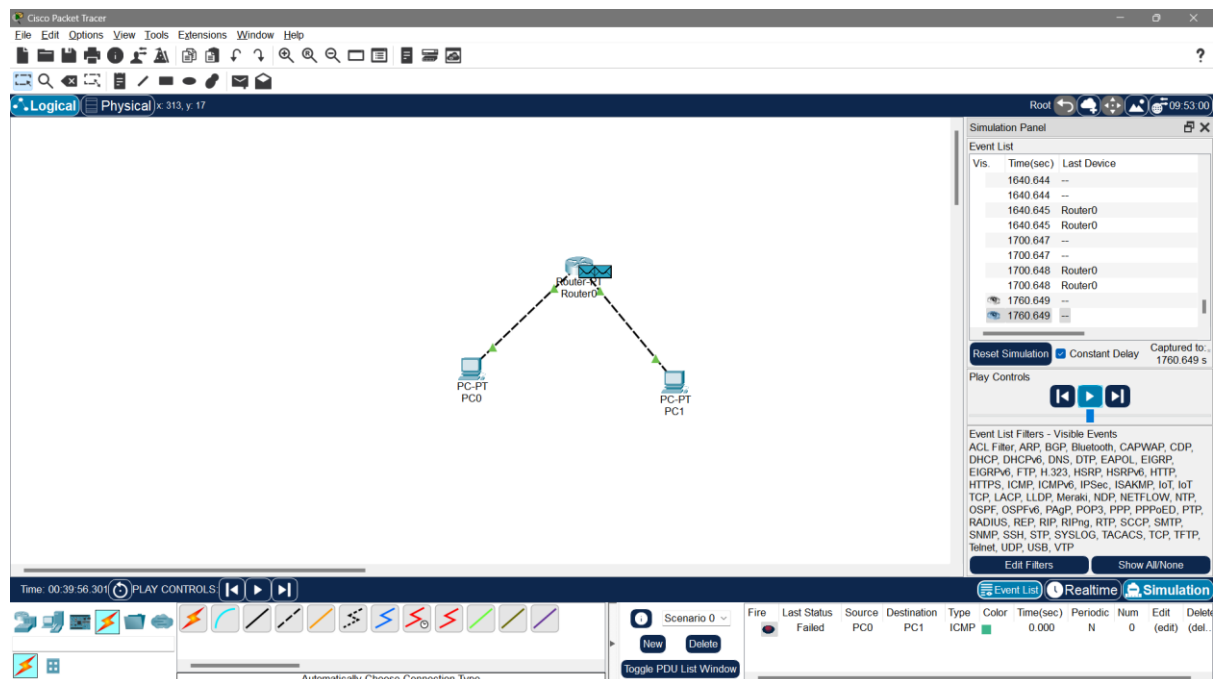 Cisco Packet Tracer
File Edit Options View Tools Extensions Window Help
?
Logical Physical x: 313, y: 17
Root 09:53:00
Router-PT
Router0
PC-PT
PC0
PC-PT
PC1
Simulation Panel
Event List
Vis. Time(sec) Last Device
1640.644 --
1640.644 --
1640.645 Router0
1640.645 Router0
1700.647 --
1700.647 --
1700.648 Router0
1700.648 Router0
1760.649 --
1760.649 --
Reset Simulation Constant Delay Captured to:
1760.649 s
Play Controls
Event List Filters - Visible Events
ACL Filter, ARP, BGP, Bluetooth, CAPWAP, CDP,
DHCP, DHCPv6, DNS, DTP, EAPOL, EIGRP,
EIGRPv6, FTP, H.323, HSRP, HSRPv6, HTTP,
HTTPS, ICMP, ICMPv6, IPSec, ISAKMP, IoT, IoT
TCP, LACP, LLDP, Meraki, NDP, NETFLOW, NTP,
OSPF, OSPFv6, PAgP, POP3, PPP, PPPoED, PTP,
RADIUS, REP, RIP, RIPng, RTP, SCCP, SMTP,
SNMP, SSH, STP, SYSLOG, TACACS, TCP, TFTP,
Telnet, UDP, USB, VTP
Edit Filters Show All/None
Time: 00:39:56.301 PLAY CONTROLS:
Event List Realtime Simulation
Scenario 0
New Delete
Toggle PDU List Window
Fire Last Status Source Destination Type Color Time(sec) Periodic Num Edit Delete
Failed PC0 PC1 ICMP 0.000 N 0 (edit) (del..
Automatically Choose Connection Type